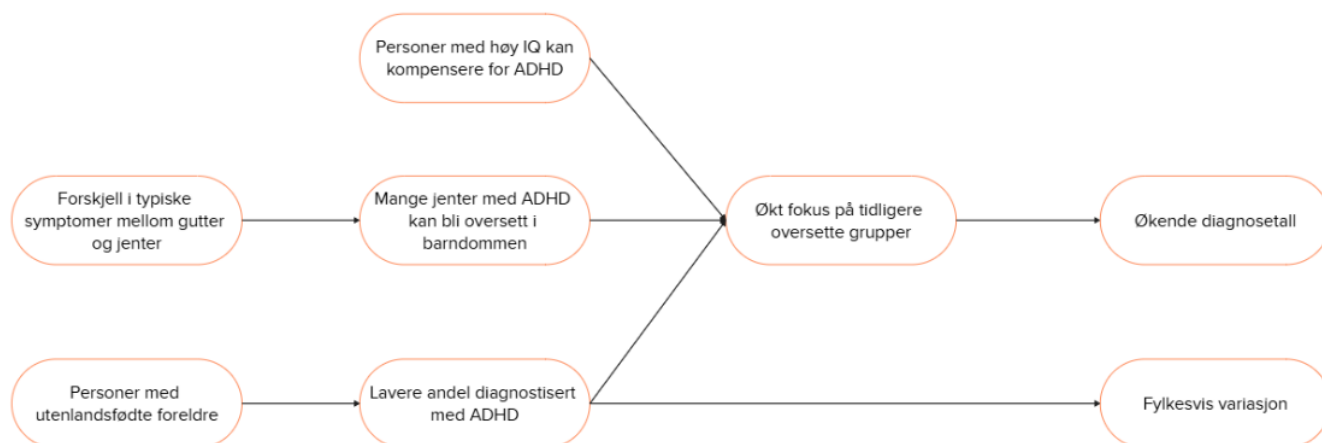 Personer med høy IQ kan
kompensere for ADHD
Forskjell i typiske
symptomer mellom gutter
og jenter
Mange jenter med ADHD
kan bli oversett i
barndommen
Økt fokus på tidligere
oversette grupper
Økende diagnosetall
Personer med
utenlandsfødte foreldre
Lavere andel diagnostisert
med ADHD
Fylkesvis variasjon